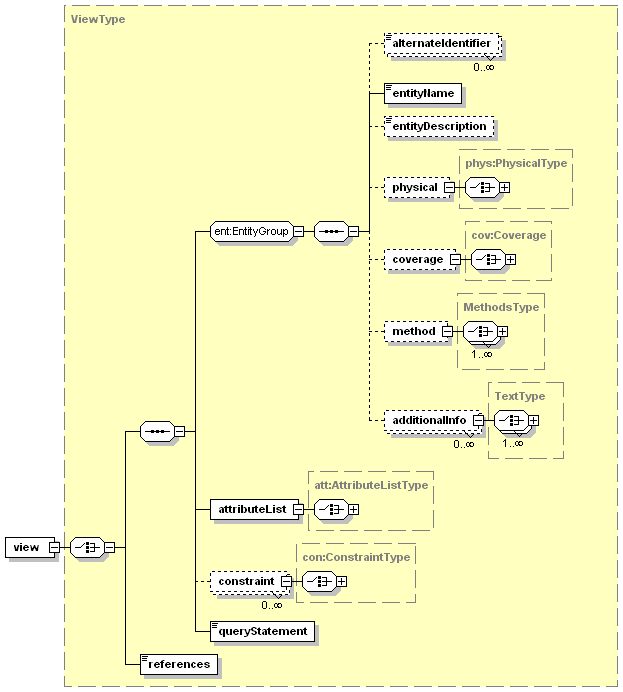 ViewType
alternateIdentifier
0..∞
entityName
entityDescription
phys:PhysicalType
physical
ent:EntityGroup
cov:Coverage
coverage
MethodsType
method
1..∞
TextType
additionalInfo
0..∞
1..∞
att:AttributeListType
attributeList
view
con:ConstraintType
constraint
0..∞
queryStatement
references